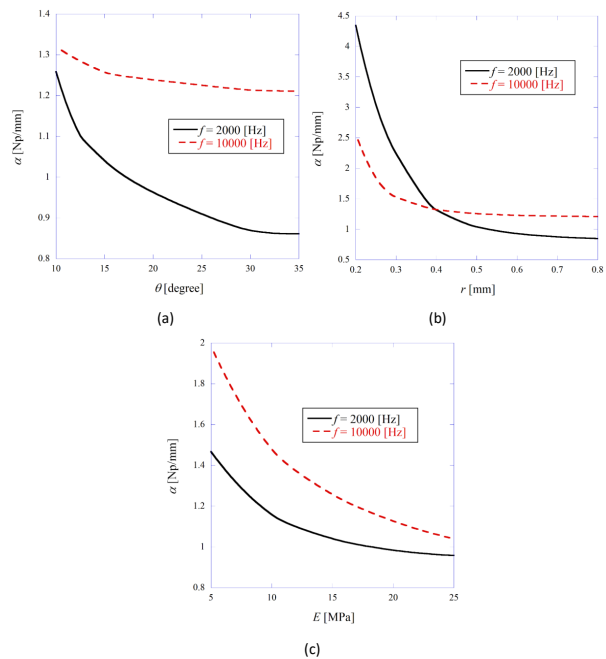 1.4
1.3
1.2
1.1
1
0.9
0.8
α [Np/mm]
f = 2000 [Hz]
f = 10000 [Hz]
10 15 20 25 30 35
θ [degree]
(a)
4.5
4
3.5
3
2.5
2
1.5
1
0.5
α [Np/mm]
f = 2000 [Hz]
f = 10000 [Hz]
0.2 0.3 0.4 0.5 0.6 0.7 0.8
r [mm]
(b)
2
1.8
1.6
1.4
1.2
1
0.8
α [Np/mm]
f = 2000 [Hz]
f = 10000 [Hz]
5 10 15 20 25
E [MPa]
(c)